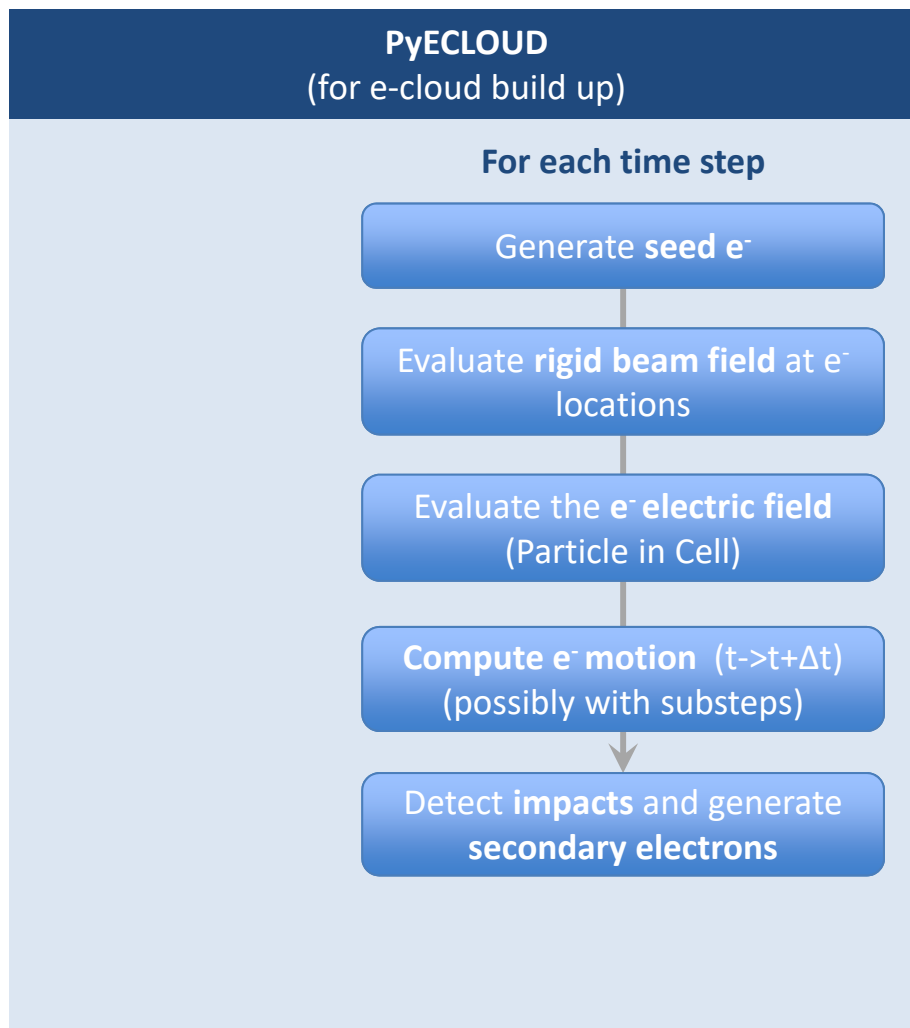 PyECLOUD
(for e-cloud build up)
For each time step
Generate seed e⁻
Evaluate rigid beam field at e⁻
locations
Evaluate the e⁻ electric field
(Particle in Cell)
Compute e⁻ motion (t->t+Δt)
(possibly with substeps)
Detect impacts and generate
secondary electrons